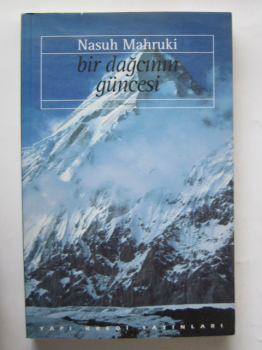 Nasuh Mahruki
bir dağcının
güncesi
YAPI KREDİ YAYINLARI